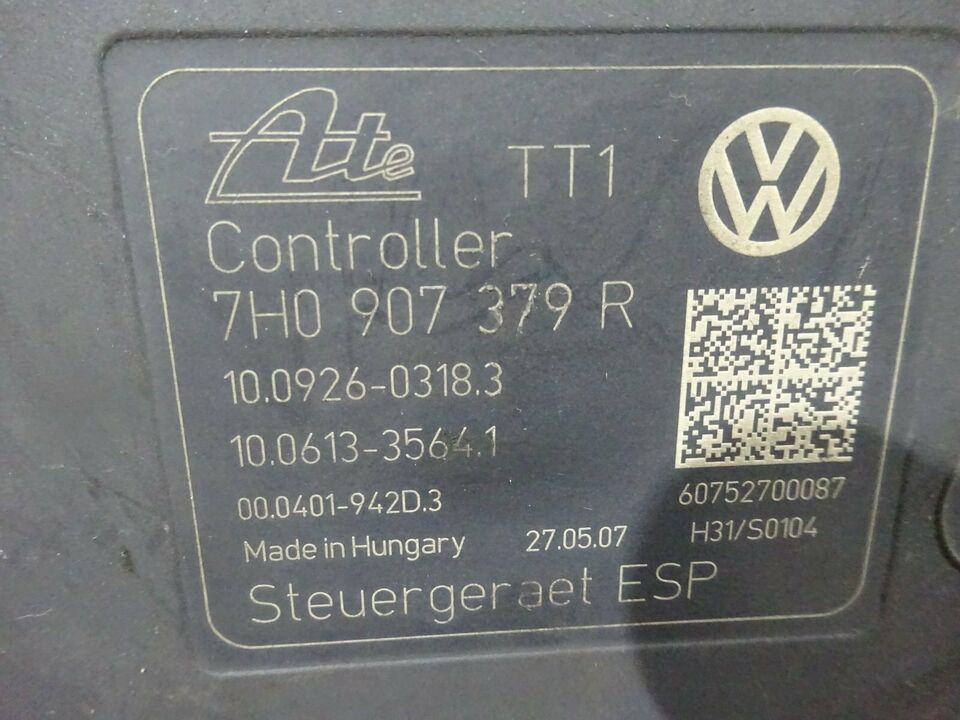 Ate TT1
Controller
7H0 907 379 R
10.0926-0318.3
10.0613-3564.1
00.0401-942D.3
60752700087
Made in Hungary 27.05.07 H31/S0104
Steuergeraet ESP